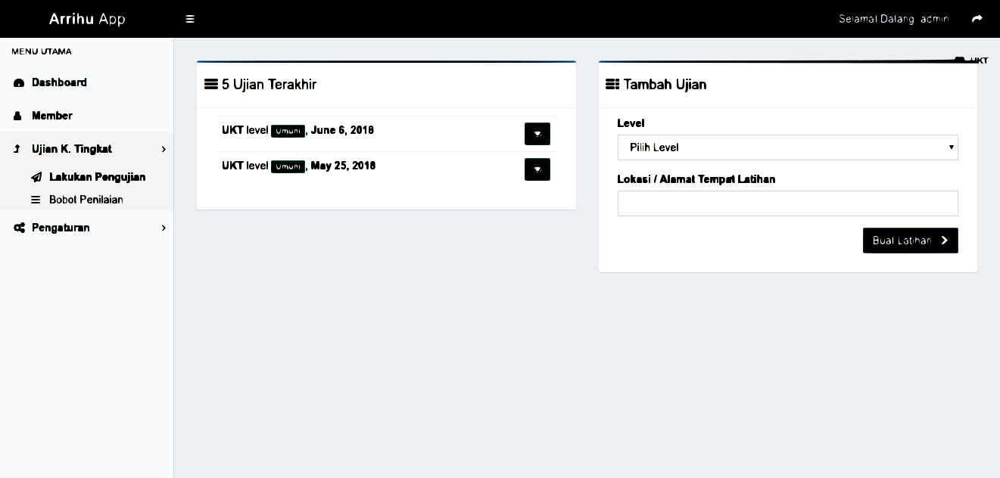 Arrihu App
Selamat Datang admin
MENU UTAMA
Dashboard
Member
Ujian K. Tingkat
Lakukan Pengujian
Bobot Penilaian
Pengaturan
UKT
5 Ujian Terakhir
UKT level Umum, June 6, 2018
UKT level Umum, May 25, 2018
Tambah Ujian
Level
Pilih Level
Lokasi / Alamat Tempat Latihan
Buat Latihan